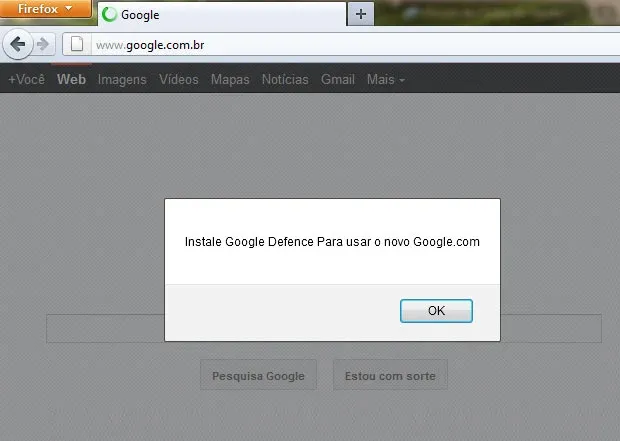 Firefox
Google
www.google.com.br
+Você Web Imagens Vídeos Mapas Notícias Gmail Mais
Instale Google Defence Para usar o novo Google.com
OK
Pesquisa Google Estou com sorte